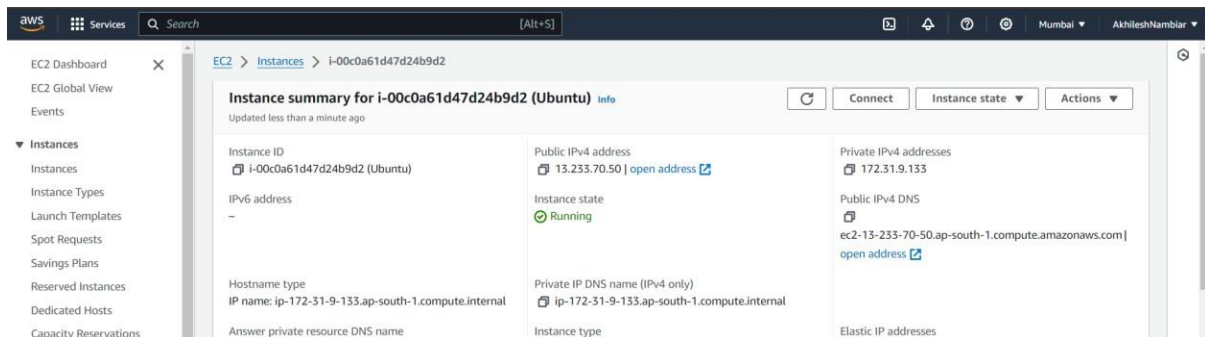 aws Services Search [Alt+S] Mumbai ▼ AkhileshNambiar ▼
EC2 Dashboard
EC2 Global View
Events
▼ Instances
Instances
Instance Types
Launch Templates
Spot Requests
Savings Plans
Reserved Instances
Dedicated Hosts
Capacity Reservations
EC2 > Instances > i-00c0a61d47d24b9d2
Instance summary for i-00c0a61d47d24b9d2 (Ubuntu) Info
Updated less than a minute ago
Connect Instance state ▼ Actions ▼
Instance ID
i-00c0a61d47d24b9d2 (Ubuntu)
Public IPv4 address
13.233.70.50 | open address
Private IPv4 addresses
172.31.9.133
IPv6 address
–
Instance state
Running
Public IPv4 DNS
ec2-13-233-70-50.ap-south-1.compute.amazonaws.com |
open address
Hostname type
IP name: ip-172-31-9-133.ap-south-1.compute.internal
Private IP DNS name (IPv4 only)
ip-172-31-9-133.ap-south-1.compute.internal
Answer private resource DNS name
Instance type
Elastic IP addresses